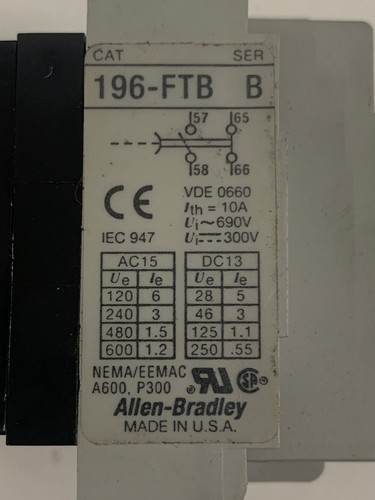 CAT SER
196-FTB B
57 65
58 66
CE VDE 0660
Ith = 10A
Ui ~ 690V
IEC 947 Ui ⎓ 300V
AC15 DC13
Ue Ie Ue Ie
120 6 28 5
240 3 46 3
480 1.5 125 1.1
600 1.2 250 .55
NEMA/EEMAC
A600, P300 UR SA
Allen-Bradley
MADE IN U.S.A.